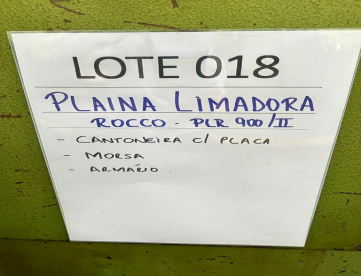 LOTE 018
PLAINA LIMADORA
ROCCO - PLR 900/II
- CANTONEIRA C/ PLACA
- MORSA
- ARMÁRIO